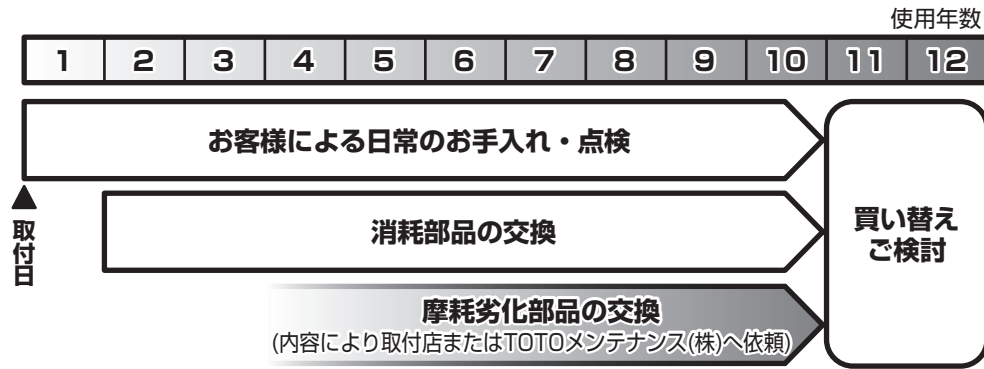 使用年数
1 2 3 4 5 6 7 8 9 10 11 12
お客様による日常のお手入れ・点検
取付日
消耗部品の交換
買い替え
ご検討
摩耗劣化部品の交換
(内容により取付店またはTOTOメンテナンス(株)へ依頼)